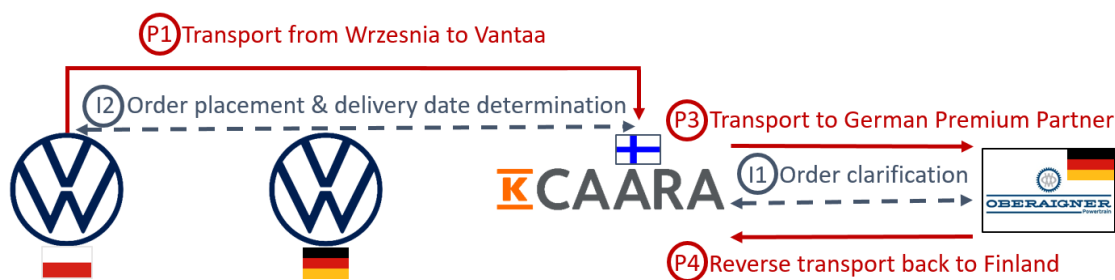 P1 Transport from Wrzesnia to Vantaa
I2 Order placement & delivery date determination
P3 Transport to German Premium Partner
I1 Order clarification
K CAARA
OBERAIGNER
Powertrain
P4 Reverse transport back to Finland